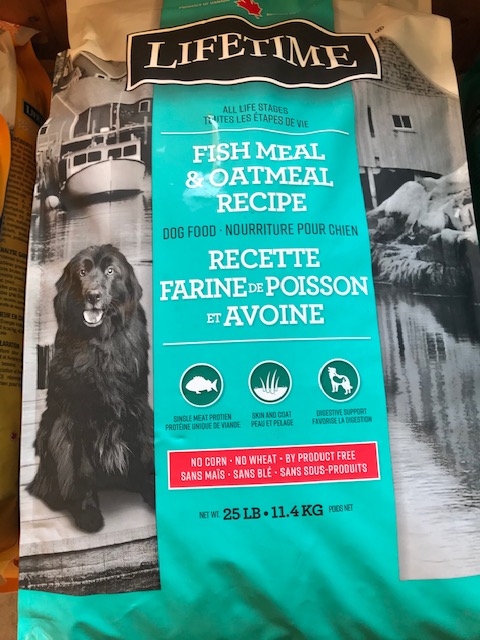 LIFETIME
ALL LIFE STAGES
TOUTES LES ÉTAPES DE VIE
FISH MEAL
& OATMEAL
RECIPE
DOG FOOD · NOURRITURE POUR CHIEN
RECETTE
FARINE DE POISSON
ET AVOINE
SINGLE MEAT PROTIEN
PROTÉINE UNIQUE DE VIANDE
SKIN AND COAT
PEAU ET PELAGE
DIGESTIVE SUPPORT
FAVORISE LA DIGESTION
NO CORN · NO WHEAT · BY PRODUCT FREE
SANS MAÏS · SANS BLÉ · SANS SOUS-PRODUITS
NET WT. 25 LB · 11.4 KG POIDS NET